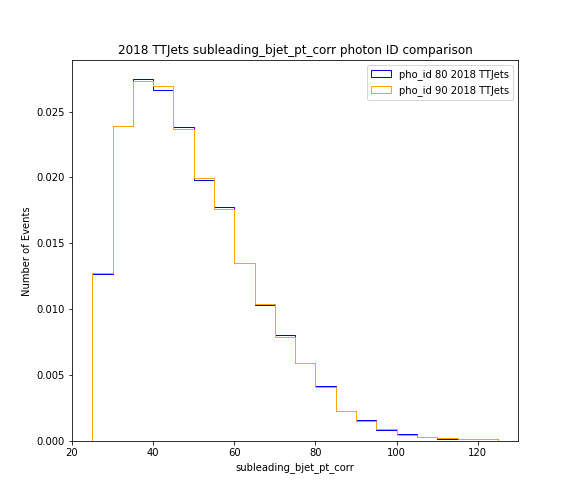 2018 TTJets subleading_bjet_pt_corr photon ID comparison
pho_id 80 2018 TTJets
pho_id 90 2018 TTJets
Number of Events
0.025
0.020
0.015
0.010
0.005
0.000
20 40 60 80 100 120
subleading_bjet_pt_corr